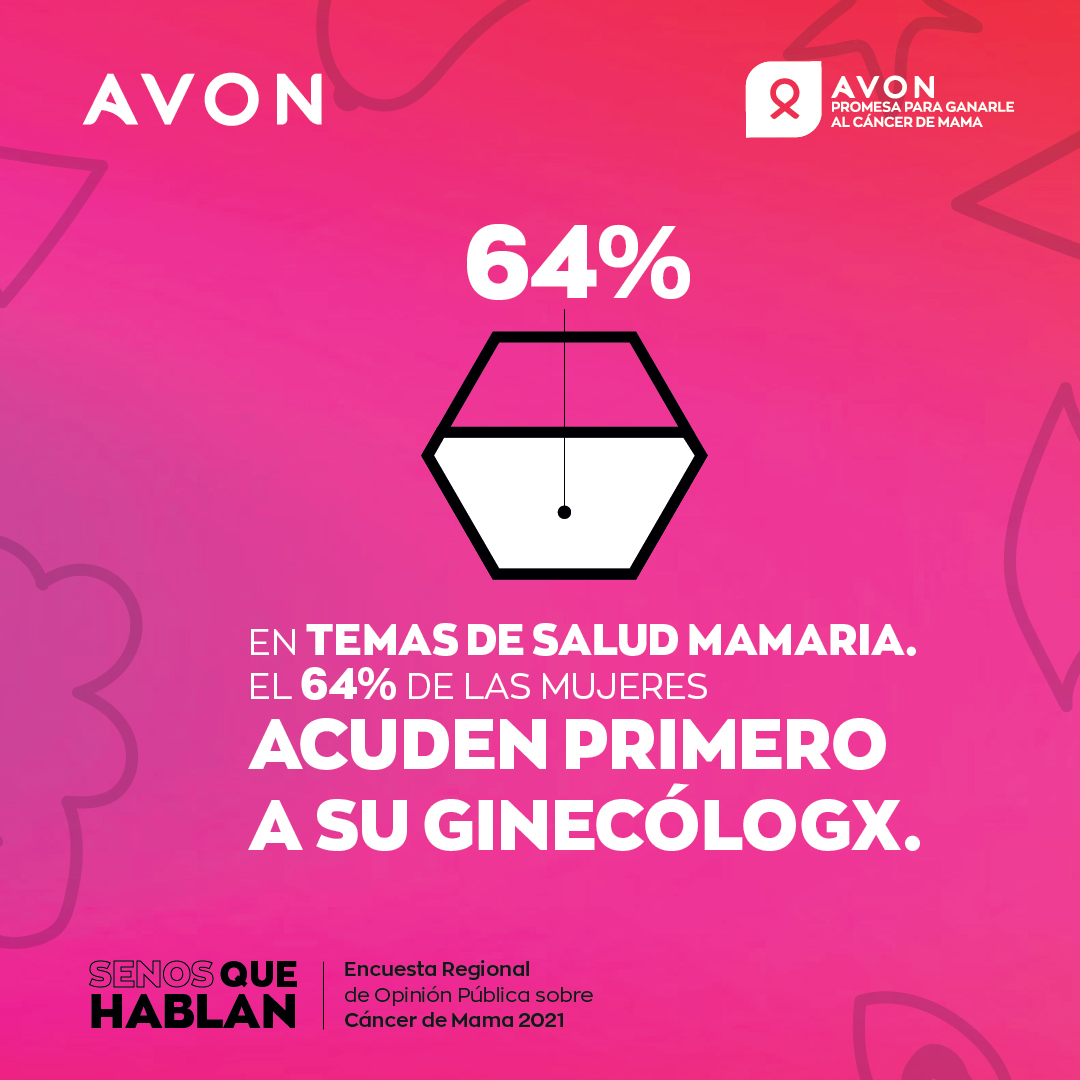 AVON
AVON
PROMESA PARA GANARLE
AL CÁNCER DE MAMA
64%
EN TEMAS DE SALUD MAMARIA.
EL 64% DE LAS MUJERES
ACUDEN PRIMERO
A SU GINECÓLOGX.
SENOS QUE
HABLAN
Encuesta Regional
de Opinión Pública sobre
Cáncer de Mama 2021